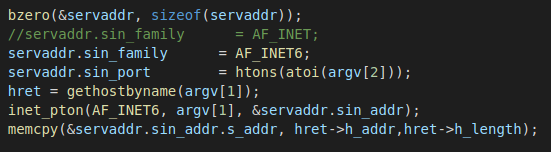 bzero(&servaddr, sizeof(servaddr));
//servaddr.sin_family      = AF_INET;
servaddr.sin_family      = AF_INET6;
servaddr.sin_port        = htons(atoi(argv[2]));
hret = gethostbyname(argv[1]);
inet_pton(AF_INET6, argv[1], &servaddr.sin_addr);
memcpy(&servaddr.sin_addr.s_addr, hret->h_addr,hret->h_length);